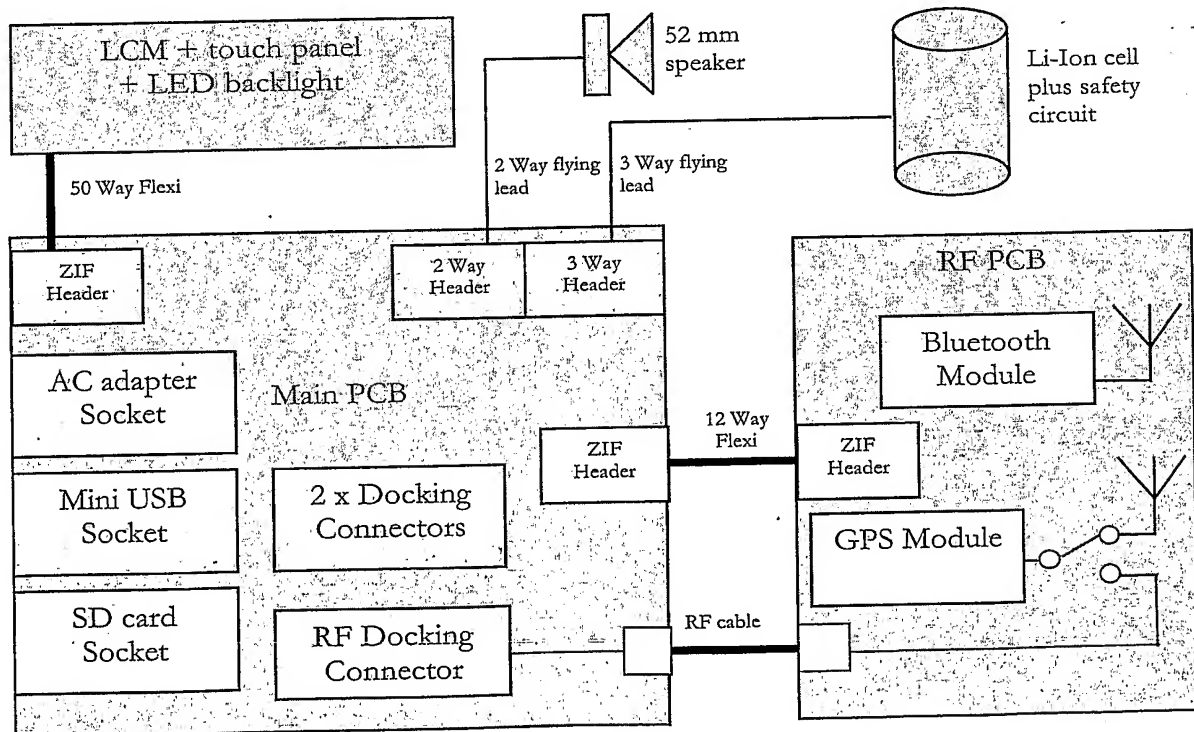 LCM + touch panel
+ LED backlight
52 mm
speaker
Li-Ion cell
plus safety
circuit
50 Way Flexi
2 Way flying
lead
3 Way flying
lead
ZIF
Header
2 Way
Header
3 Way
Header
RF PCB
Bluetooth
Module
AC adapter
Socket
Main PCB
12 Way
Flexi
ZIF
Header
ZIF
Header
Mini USB
Socket
2 x Docking
Connectors
GPS Module
SD card
Socket
RF Docking
Connector
RF cable